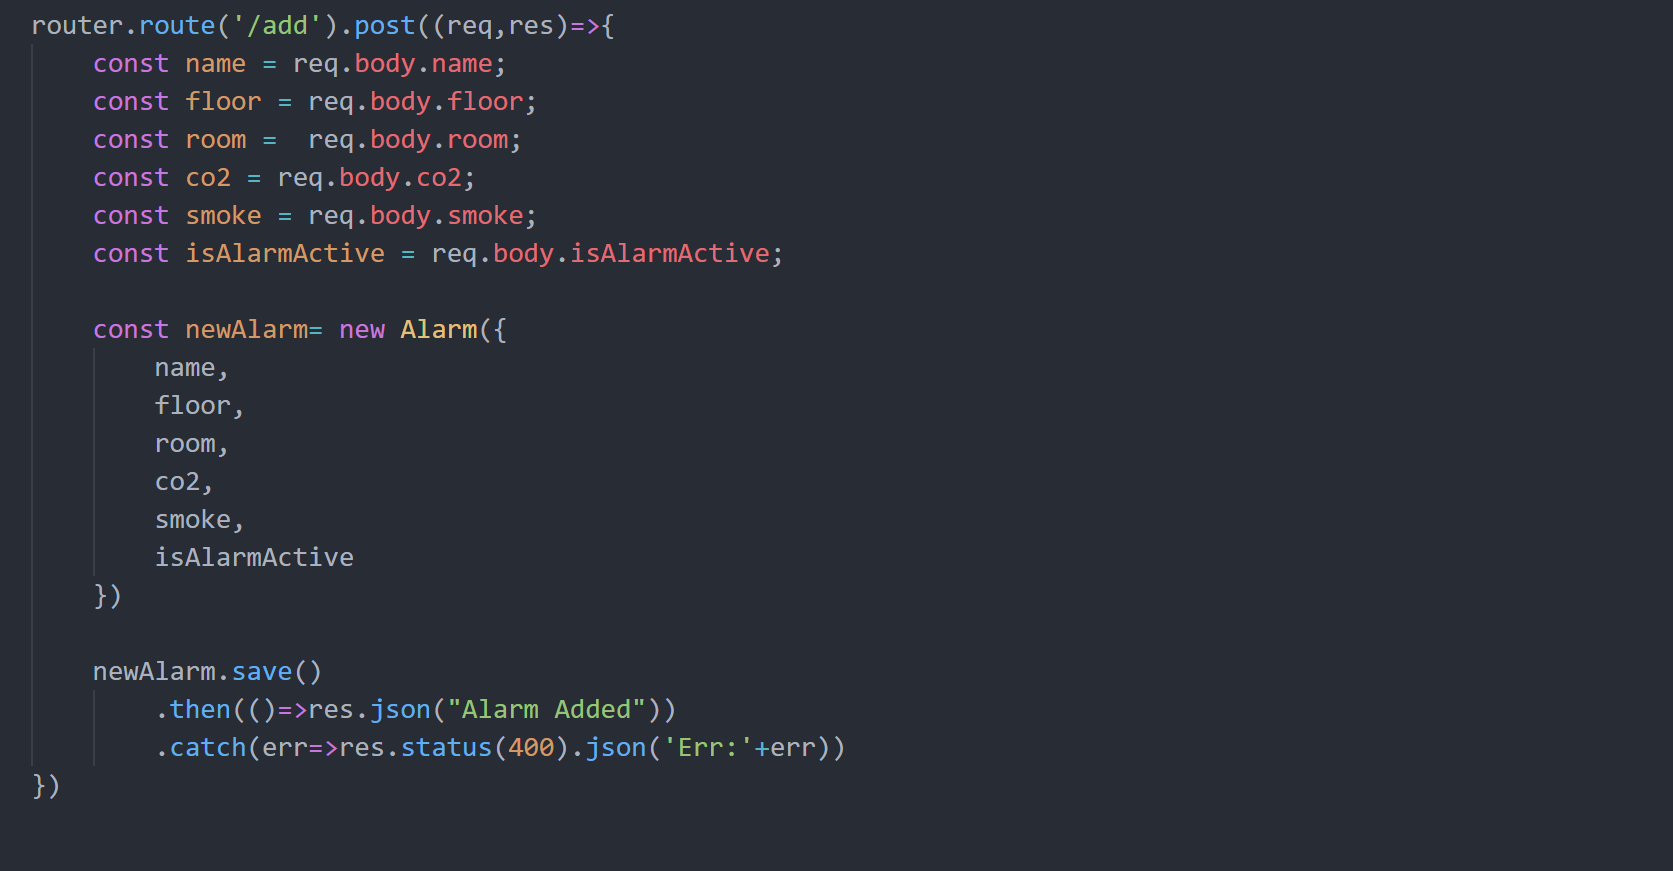 router.route('/add').post((req,res)=>{
    const name = req.body.name;
    const floor = req.body.floor;
    const room =  req.body.room;
    const co2 = req.body.co2;
    const smoke = req.body.smoke;
    const isAlarmActive = req.body.isAlarmActive;

    const newAlarm= new Alarm({
        name,
        floor,
        room,
        co2,
        smoke,
        isAlarmActive
    })

    newAlarm.save()
        .then(()=>res.json("Alarm Added"))
        .catch(err=>res.status(400).json('Err:'+err))
})